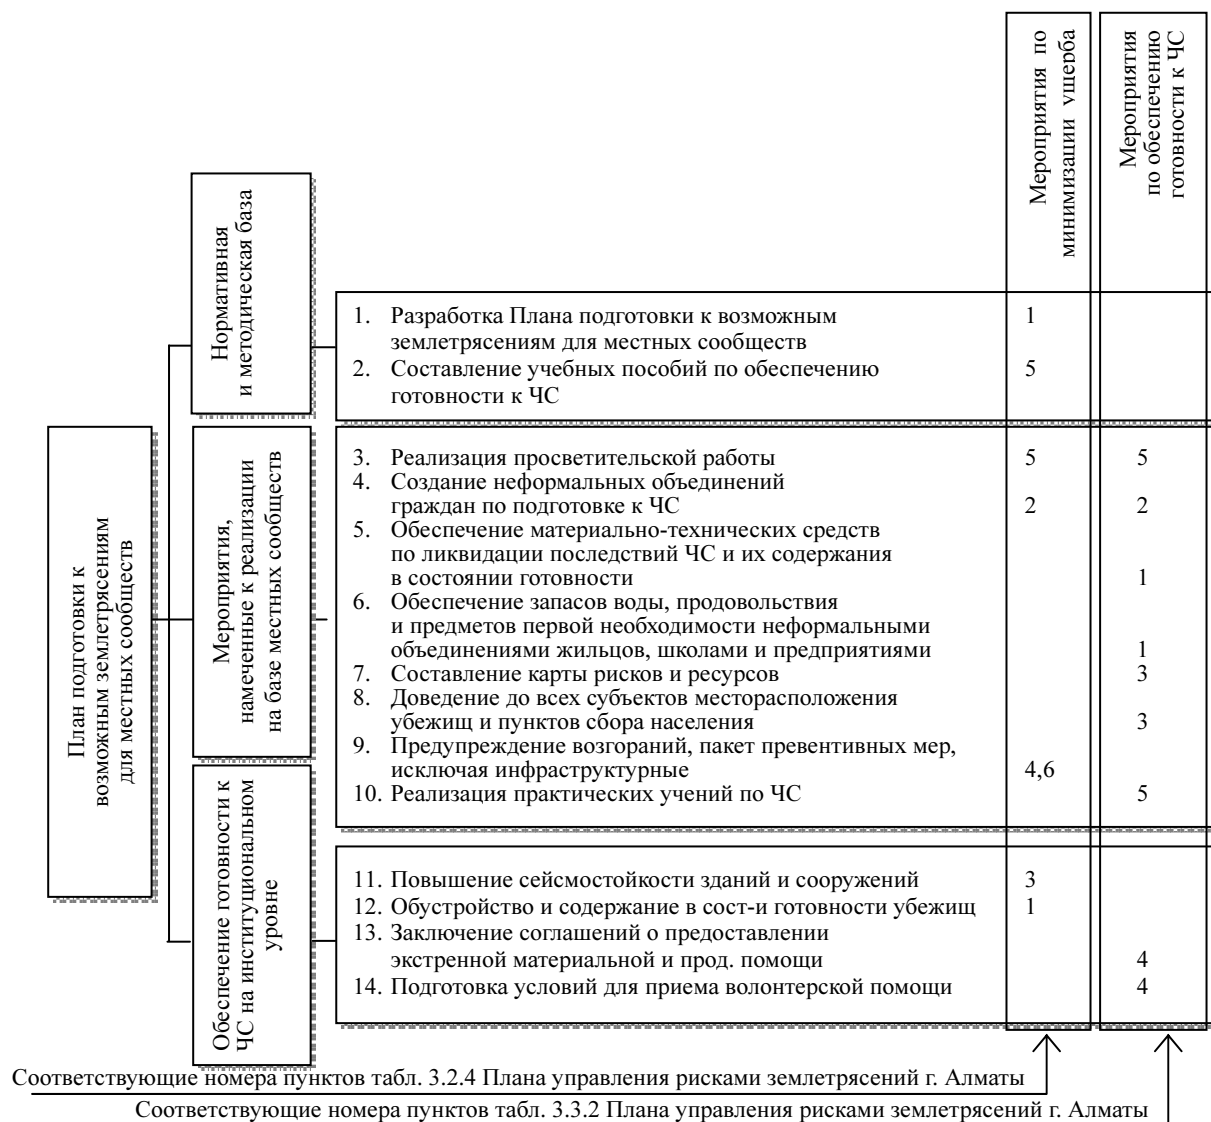 Мероприятия по
минимизации ущерба
Мероприятия
по обеспечению
готовности к ЧС
План подготовки к
возможным землетрясениям
для местных сообществ
Нормативная
и методическая база
1. Разработка Плана подготовки к возможным
землетрясениям для местных сообществ 1
2. Составление учебных пособий по обеспечению 5
готовности к ЧС
Мероприятия,
намеченные к реализации
на базе местных сообществ
3. Реализация просветительской работы 5 5
4. Создание неформальных объединений
граждан по подготовке к ЧС 2 2
5. Обеспечение материально-технических средств
по ликвидации последствий ЧС и их содержания
в состоянии готовности 1
6. Обеспечение запасов воды, продовольствия
и предметов первой необходимости неформальными
объединениями жильцов, школами и предприятиями 1
7. Составление карты рисков и ресурсов 3
8. Доведение до всех субъектов месторасположения
убежищ и пунктов сбора населения 3
9. Предупреждение возгораний, пакет превентивных мер,
исключая инфраструктурные 4,6
10. Реализация практических учений по ЧС 5
Обеспечение готовности к
ЧС на институциональном
уровне
11. Повышение сейсмостойкости зданий и сооружений 3
12. Обустройство и содержание в сост-и готовности убежищ 1
13. Заключение соглашений о предоставлении
экстренной материальной и прод. помощи 4
14. Подготовка условий для приема волонтерской помощи 4
Соответствующие номера пунктов табл. 3.2.4 Плана управления рисками землетрясений г. Алматы
Соответствующие номера пунктов табл. 3.3.2 Плана управления рисками землетрясений г. Алматы